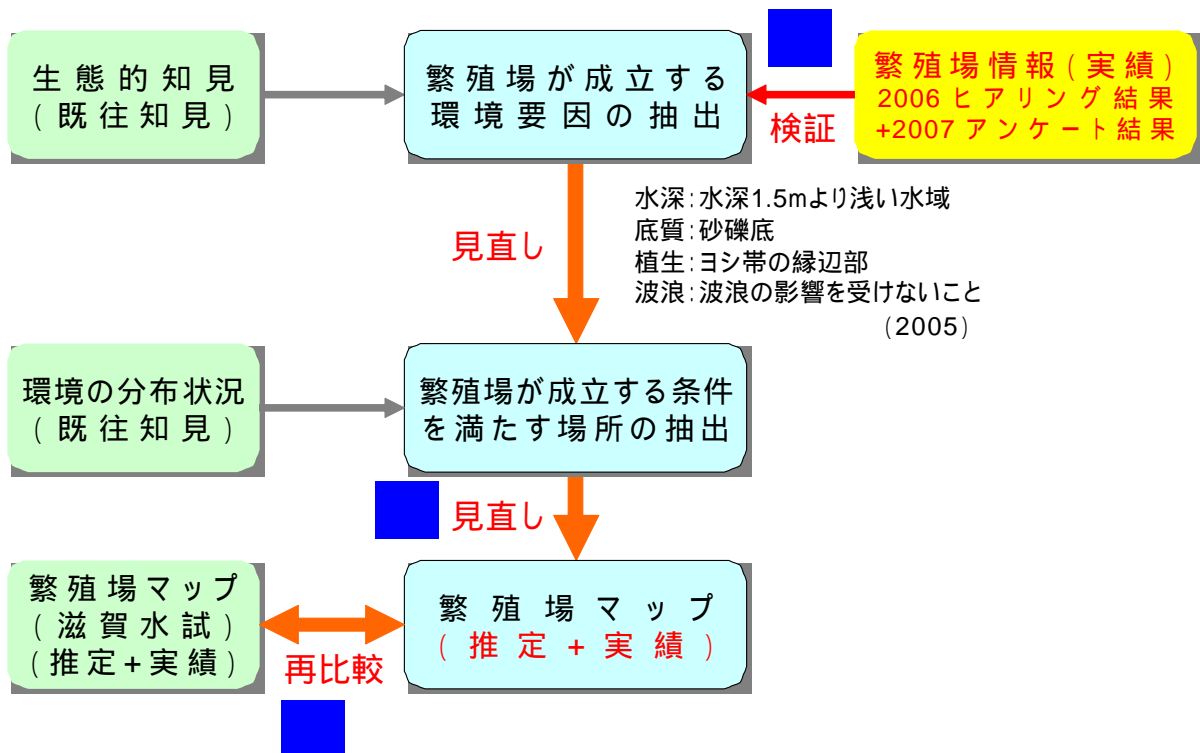 生態的知見
(既往知見)
繁殖場が成立する
環境要因の抽出
繁殖場情報(実績)
2006ヒアリング結果
+2007アンケート結果
検証
見直し
水深:水深1.5mより浅い水域
底質:砂礫底
植生:ヨシ帯の縁辺部
波浪:波浪の影響を受けないこと
(2005)
環境の分布状況
(既往知見)
繁殖場が成立する条件
を満たす場所の抽出
見直し
繁殖場マップ
(滋賀水試)
(推定+実績)
再比較
繁殖場マップ
(推定+実績)